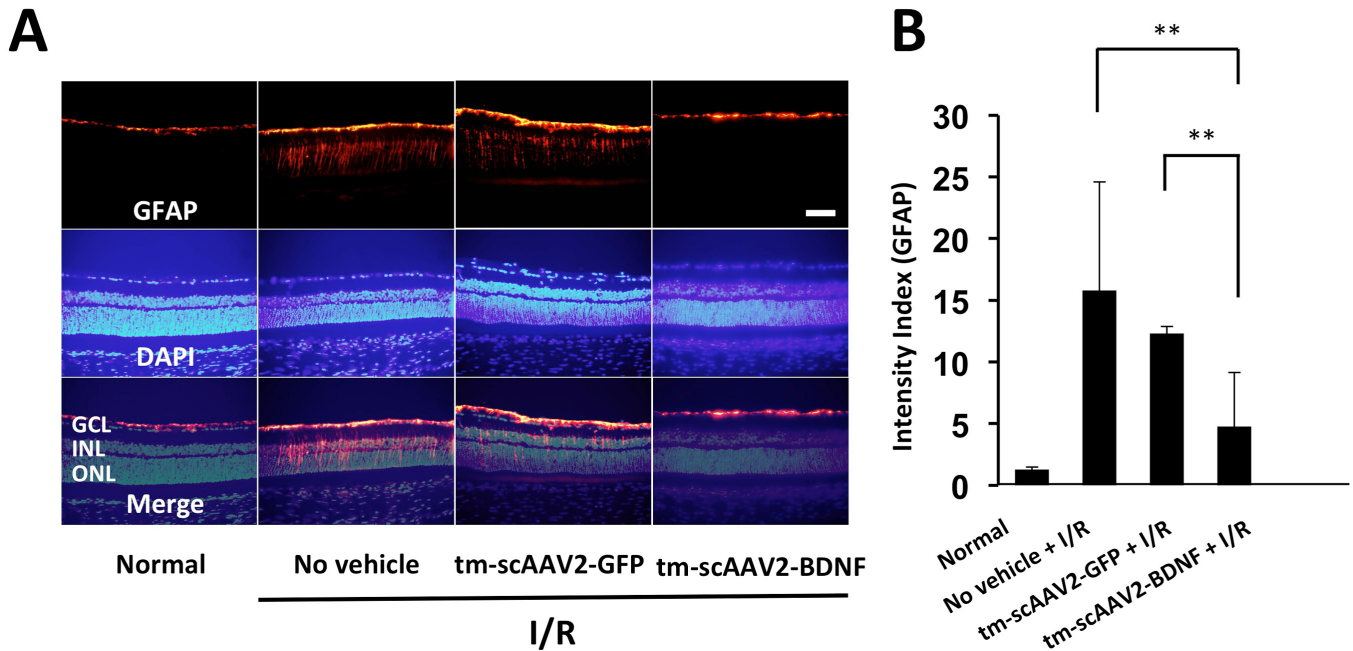 A
GFAP
DAPI
GCL
INL
ONL
Merge
Normal
No vehicle
tm-scAAV2-GFP
tm-scAAV2-BDNF
I/R
B
**
**
Intensity Index (GFAP)
30
25
20
15
10
5
0
Normal
No vehicle + I/R
tm-scAAV2-GFP + I/R
tm-scAAV2-BDNF + I/R